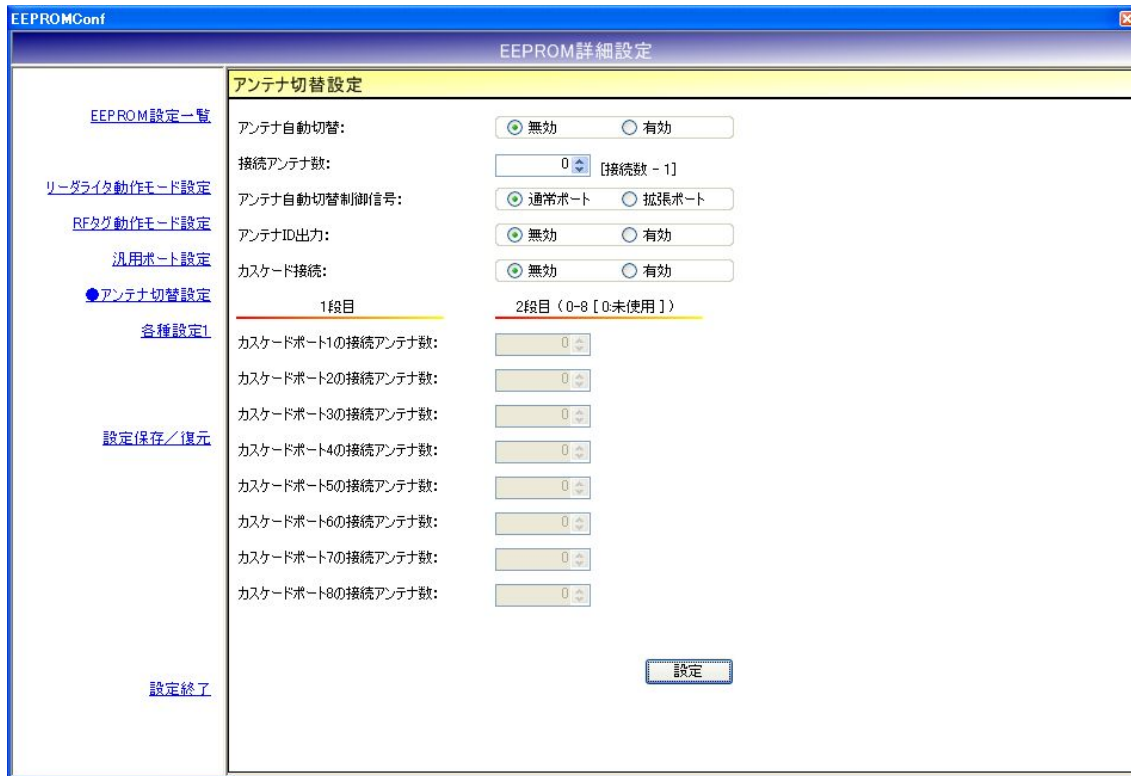 EEPROMConf
EEPROM詳細設定
EEPROM設定一覧
リーダライタ動作モード設定
RFタグ動作モード設定
汎用ポート設定
●アンテナ切替設定
各種設定1
設定保存／復元
設定終了
アンテナ切替設定
アンテナ自動切替: 無効 有効
接続アンテナ数: 0 [接続数 - 1]
アンテナ自動切替制御信号: 通常ポート 拡張ポート
アンテナID出力: 無効 有効
カスケード接続: 無効 有効
1段目 2段目（0-8 [ 0:未使用 ]）
カスケードポート1の接続アンテナ数: 0
カスケードポート2の接続アンテナ数: 0
カスケードポート3の接続アンテナ数: 0
カスケードポート4の接続アンテナ数: 0
カスケードポート5の接続アンテナ数: 0
カスケードポート6の接続アンテナ数: 0
カスケードポート7の接続アンテナ数: 0
カスケードポート8の接続アンテナ数: 0
設定